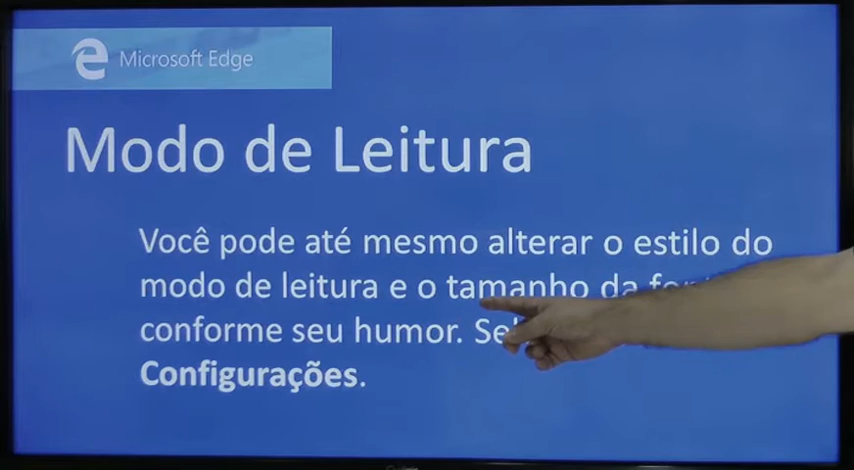 Microsoft Edge
Modo de Leitura
Você pode até mesmo alterar o estilo do
modo de leitura e o tamanho da
conforme seu humor.
Configurações.